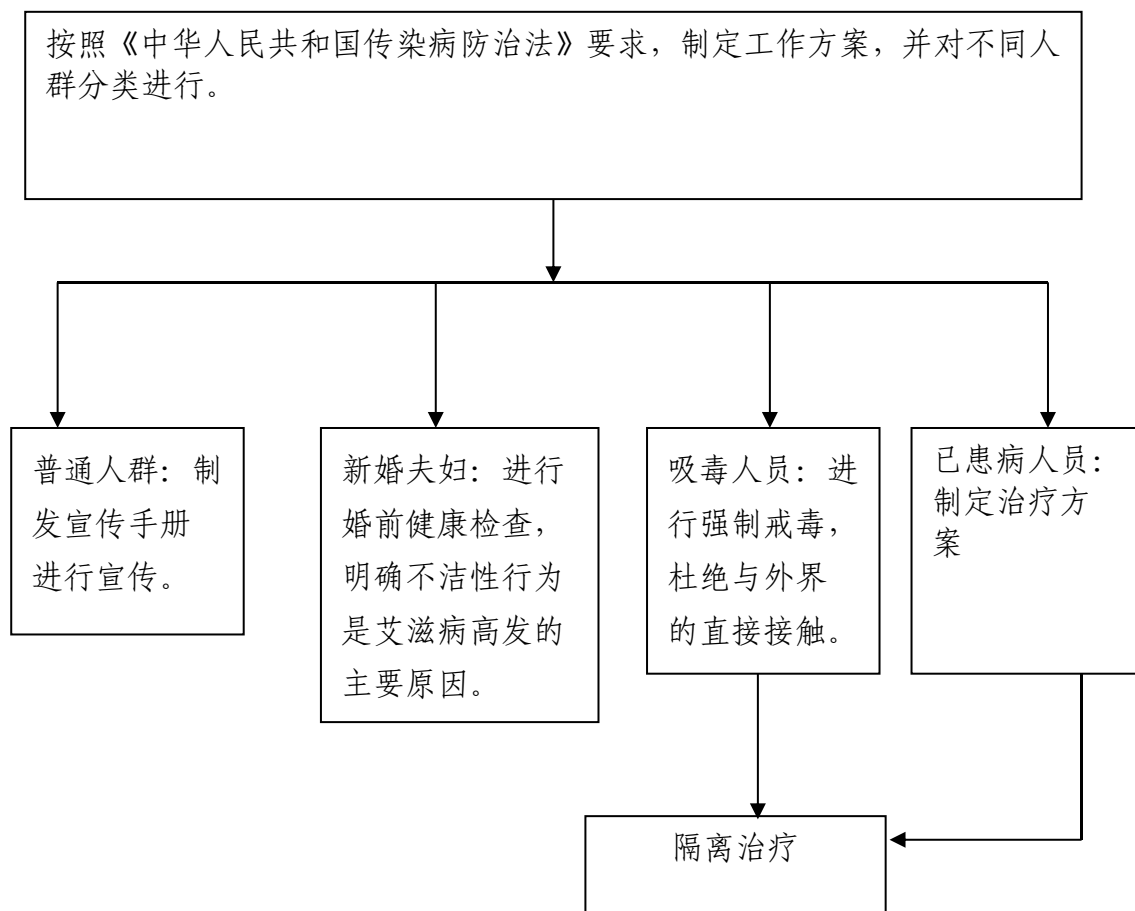 按照《中华人民共和国传染病防治法》要求，制定工作方案，并对不同人
群分类进行。
普通人群：制
发宣传手册
进行宣传。
新婚夫妇：进行
婚前健康检查，
明确不洁性行为
是艾滋病高发的
主要原因。
吸毒人员：进
行强制戒毒，
杜绝与外界
的直接接触。
已患病人员：
制定治疗方
案
隔离治疗